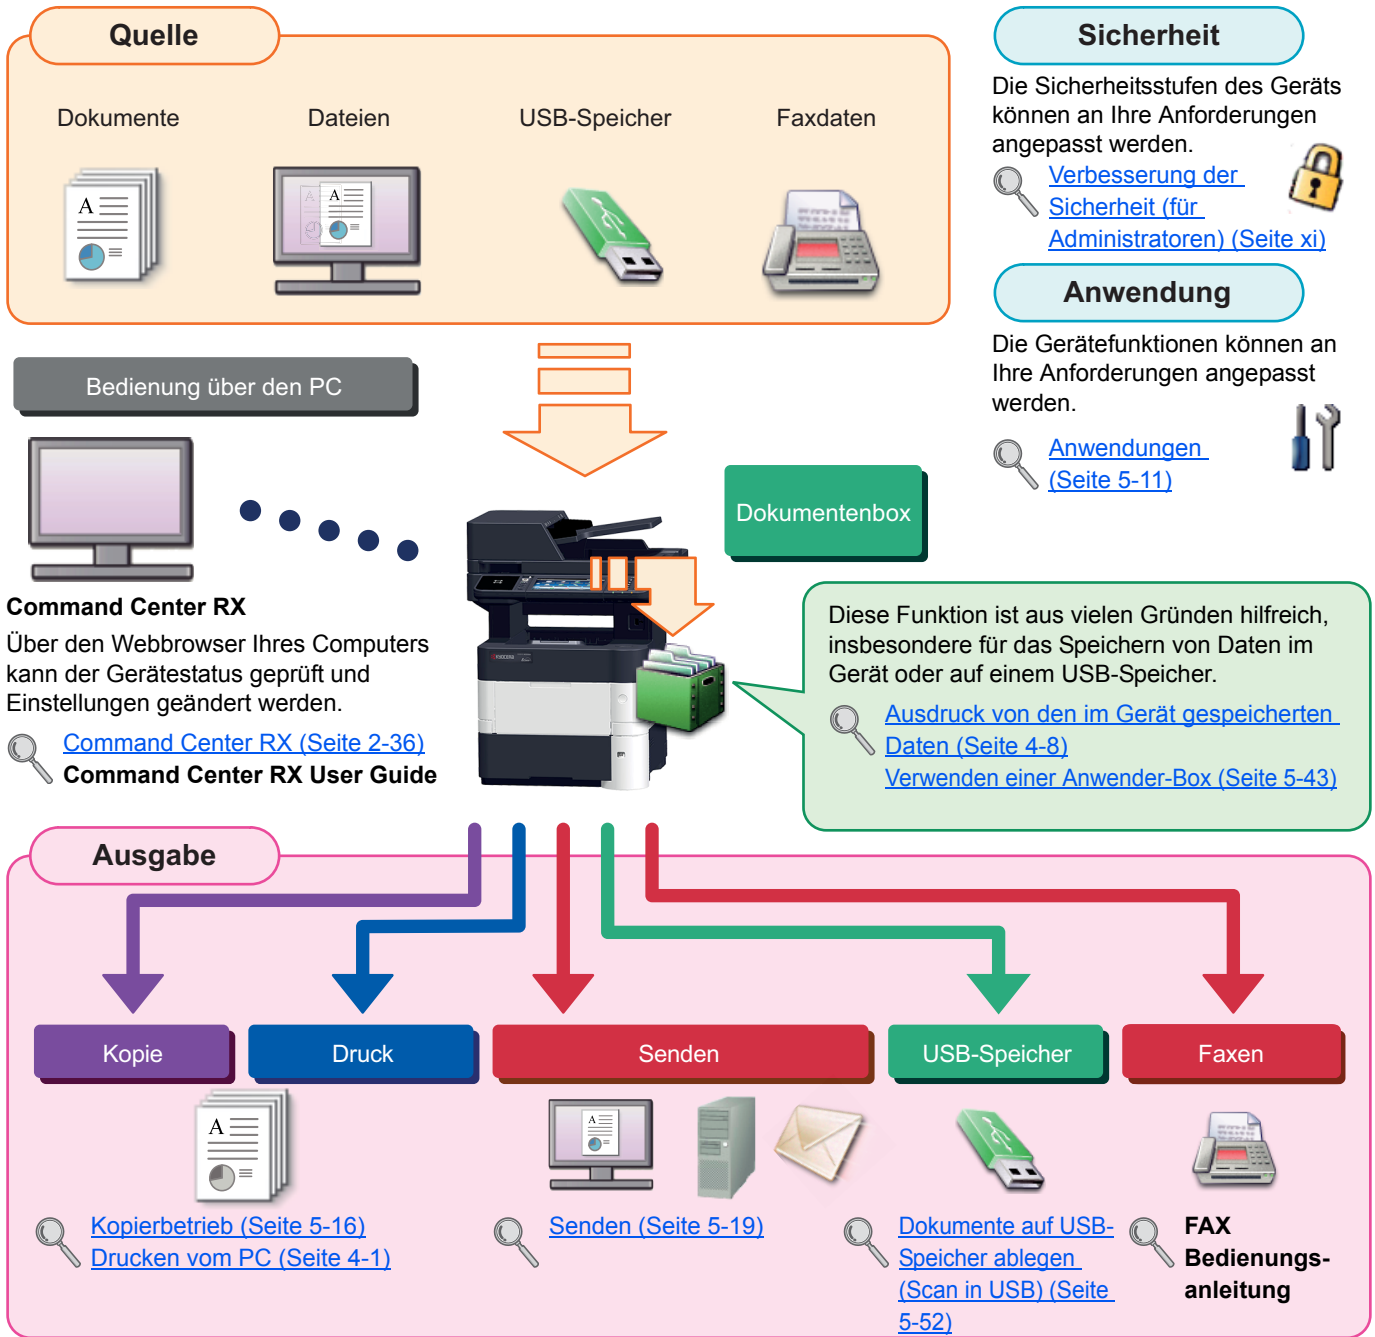 Quelle
Dokumente
Dateien
USB-Speicher
Faxdaten
Sicherheit
Die Sicherheitsstufen des Geräts
können an Ihre Anforderungen
angepasst werden.
Verbesserung der
Sicherheit (für
Administratoren) (Seite xi)
Anwendung
Die Gerätefunktionen können an
Ihre Anforderungen angepasst
werden.
Anwendungen
(Seite 5-11)
Bedienung über den PC
Command Center RX
Über den Webbrowser Ihres Computers
kann der Gerätestatus geprüft und
Einstellungen geändert werden.
Command Center RX (Seite 2-36)
Command Center RX User Guide
Dokumentenbox
Diese Funktion ist aus vielen Gründen hilfreich,
insbesondere für das Speichern von Daten im
Gerät oder auf einem USB-Speicher.
Ausdruck von den im Gerät gespeicherten
Daten (Seite 4-8)
Verwenden einer Anwender-Box (Seite 5-43)
Ausgabe
Kopie
Druck
Senden
USB-Speicher
Faxen
Kopierbetrieb (Seite 5-16)
Drucken vom PC (Seite 4-1)
Senden (Seite 5-19)
Dokumente auf USB-
Speicher ablegen
(Scan in USB) (Seite
5-52)
FAX
Bedienungs-
anleitung